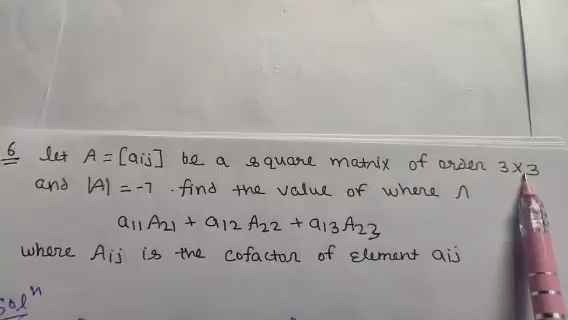 6 let A = [aij] be a square matrix of order 3×3
and |A| = -7 . find the value of where ∧
a11 A21 + a12 A22 + a13 A23
where Aij is the cofactor of element aij
Solⁿ